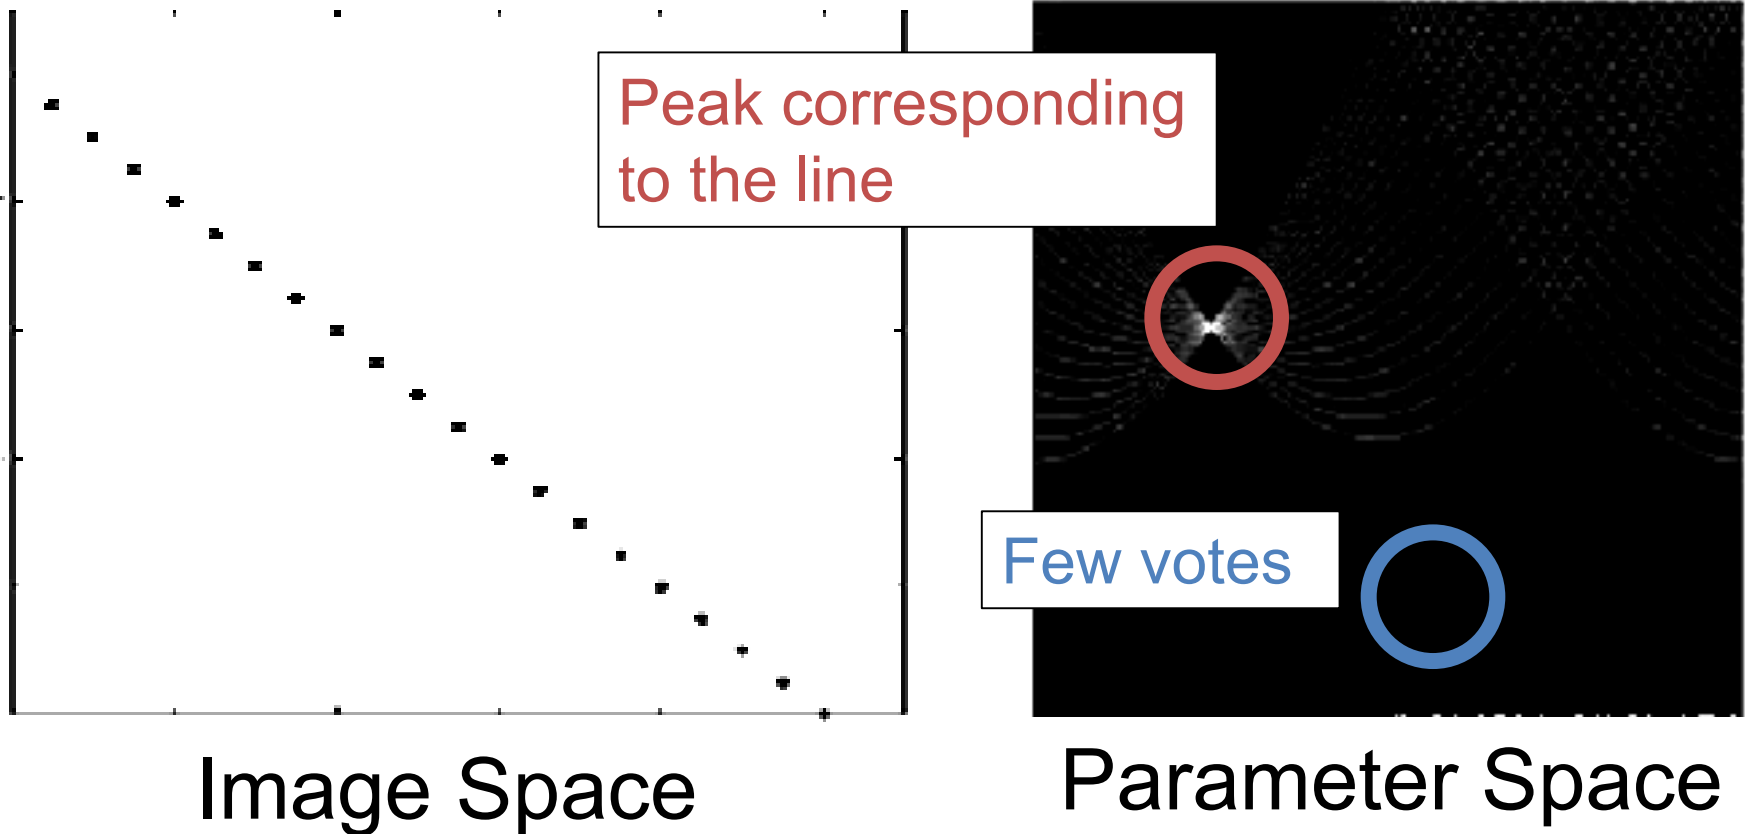 Peak corresponding
to the line
Few votes
Image Space
Parameter Space